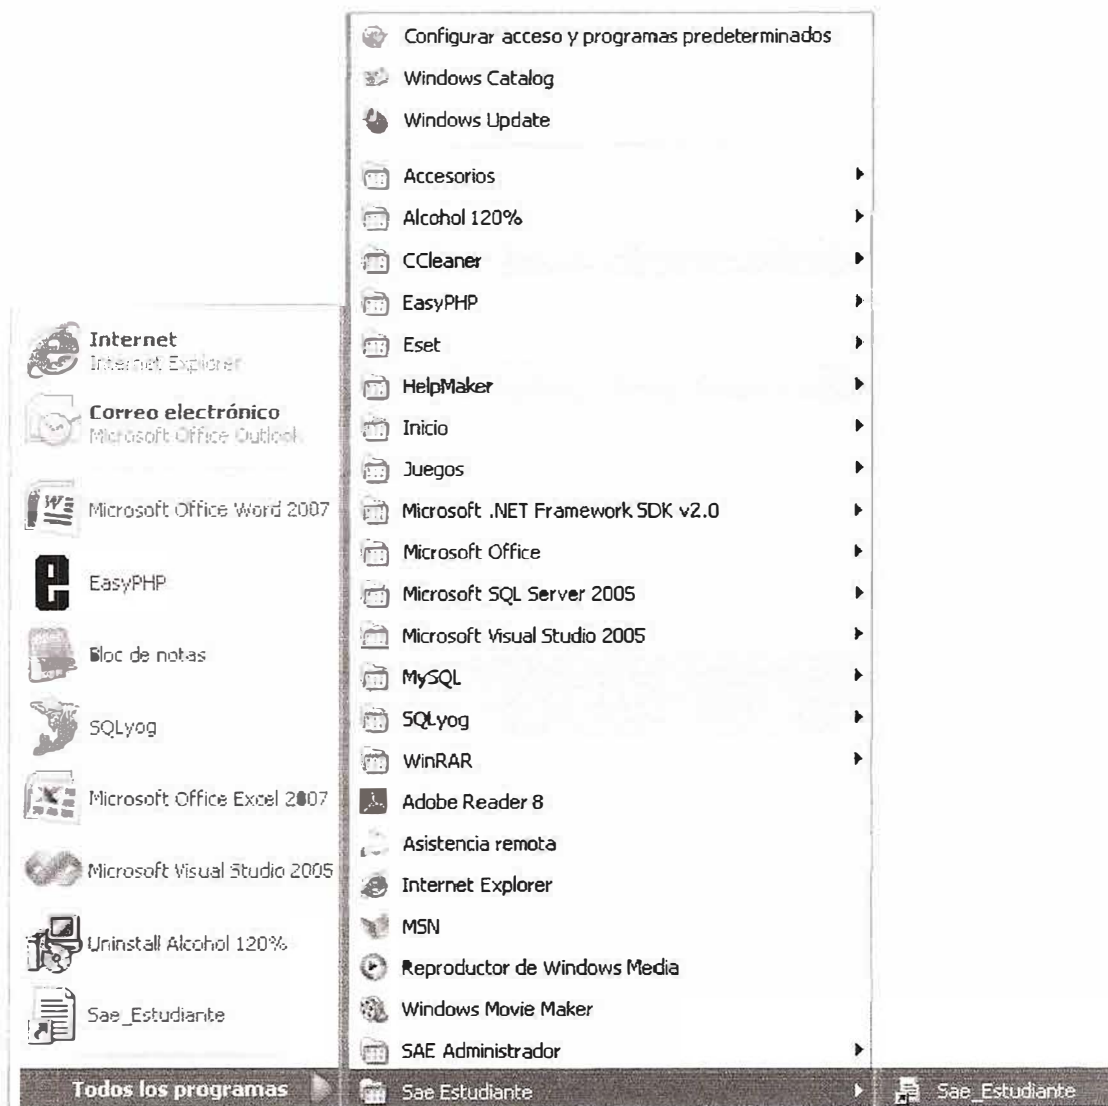 Configurar acceso y programas predeterminados
Windows Catalog
Windows Update
Accesorios
Alcohol 120%
CCleaner
EasyPHP
Eset
HelpMaker
Inicio
Juegos
Microsoft .NET Framework SDK v2.0
Microsoft Office
Microsoft SQL Server 2005
Microsoft Visual Studio 2005
MySQL
SQLyog
WinRAR
Adobe Reader 8
Asistencia remota
Internet Explorer
MSN
Reproductor de Windows Media
Windows Movie Maker
SAE Administrador
Sae Estudiante
Sae_Estudiante
Internet
Internet Explorer
Correo electrónico
Microsoft Office Outlook
Microsoft Office Word 2007
EasyPHP
Bloc de notas
SQLyog
Microsoft Office Excel 2007
Microsoft Visual Studio 2005
Uninstall Alcohol 120%
Sae_Estudiante
Todos los programas